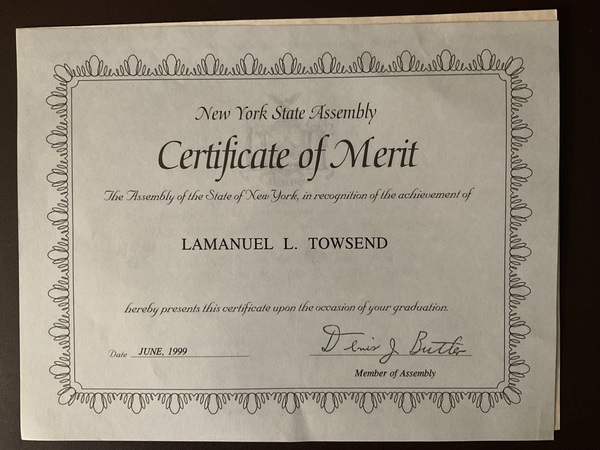 New York State Assembly
Certificate of Merit
The Assembly of the State of New York, in recognition of the achievement of
LAMANUEL L. TOWSEND
hereby presents this certificate upon the occasion of your graduation.
Date JUNE, 1999
Denis J Butler
Member of Assembly